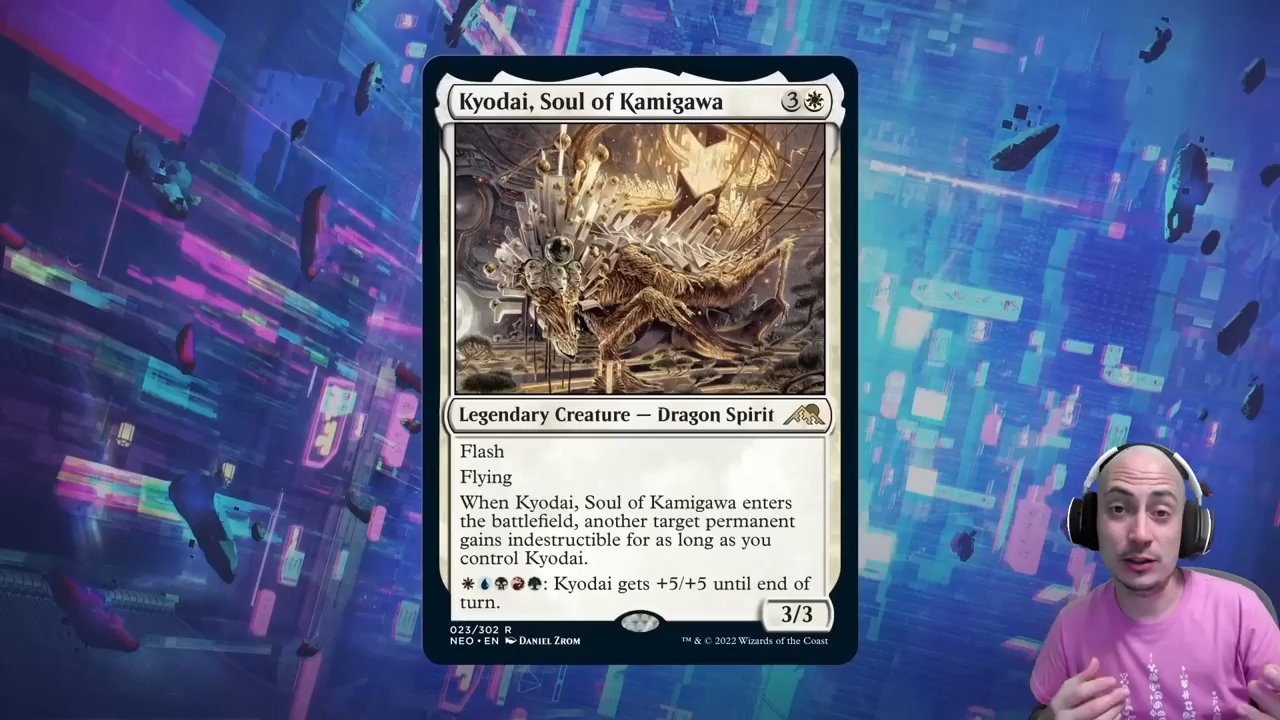 Kyodai, Soul of Kamigawa 3
Legendary Creature — Dragon Spirit
Flash
Flying
When Kyodai, Soul of Kamigawa enters
the battlefield, another target permanent
gains indestructible for as long as you
control Kyodai.
: Kyodai gets +5/+5 until end of
turn.
3/3
023/302 R
NEO • EN Daniel Zrom
™ & © 2022 Wizards of the Coast